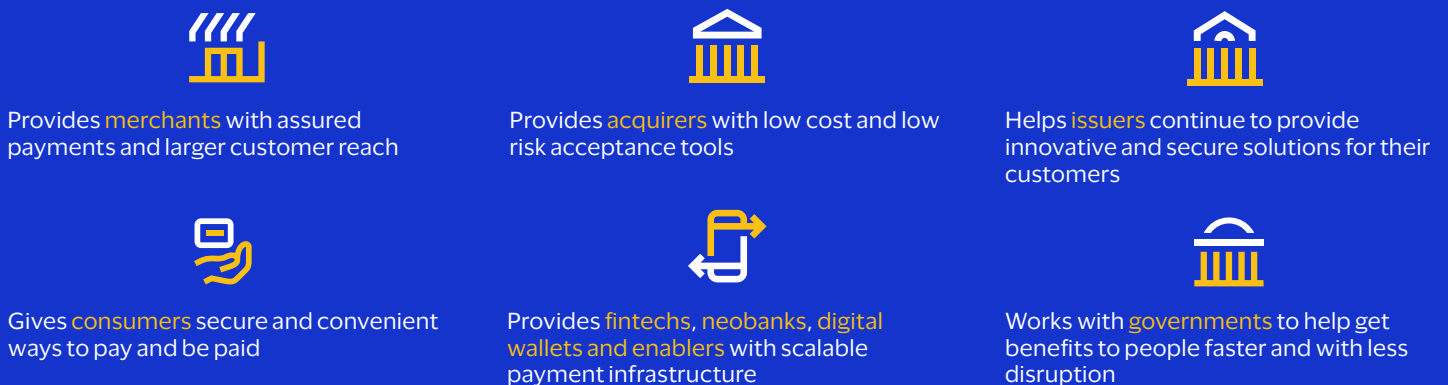 Provides merchants with assured
payments and larger customer reach
Provides acquirers with low cost and low
risk acceptance tools
Helps issuers continue to provide
innovative and secure solutions for their
customers
Gives consumers secure and convenient
ways to pay and be paid
Provides fintechs, neobanks, digital
wallets and enablers with scalable
payment infrastructure
Works with governments to help get
benefits to people faster and with less
disruption